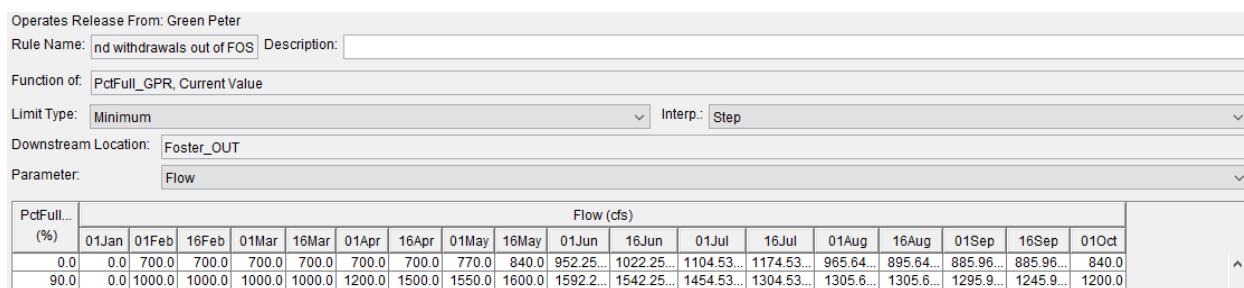 Operates Release From: Green Peter
Rule Name: nd withdrawals out of FOS Description:
Function of: PctFull_GPR, Current Value
Limit Type: Minimum Interp.: Step
Downstream Location: Foster_OUT
Parameter: Flow
PctFull... Flow (cfs)
(%) 01Jan 01Feb 16Feb 01Mar 16Mar 01Apr 16Apr 01May 16May 01Jun 16Jun 01Jul 16Jul 01Aug 16Aug 01Sep 16Sep 01Oct
0.0 0.0 700.0 700.0 700.0 700.0 700.0 700.0 770.0 840.0 952.25... 1022.25... 1104.53... 1174.53... 965.64... 895.64... 885.96... 885.96... 840.0
90.0 0.0 1000.0 1000.0 1000.0 1000.0 1200.0 1500.0 1550.0 1600.0 1592.2... 1542.25... 1454.53... 1304.53... 1305.6... 1305.6... 1295.9... 1245.9... 1200.0